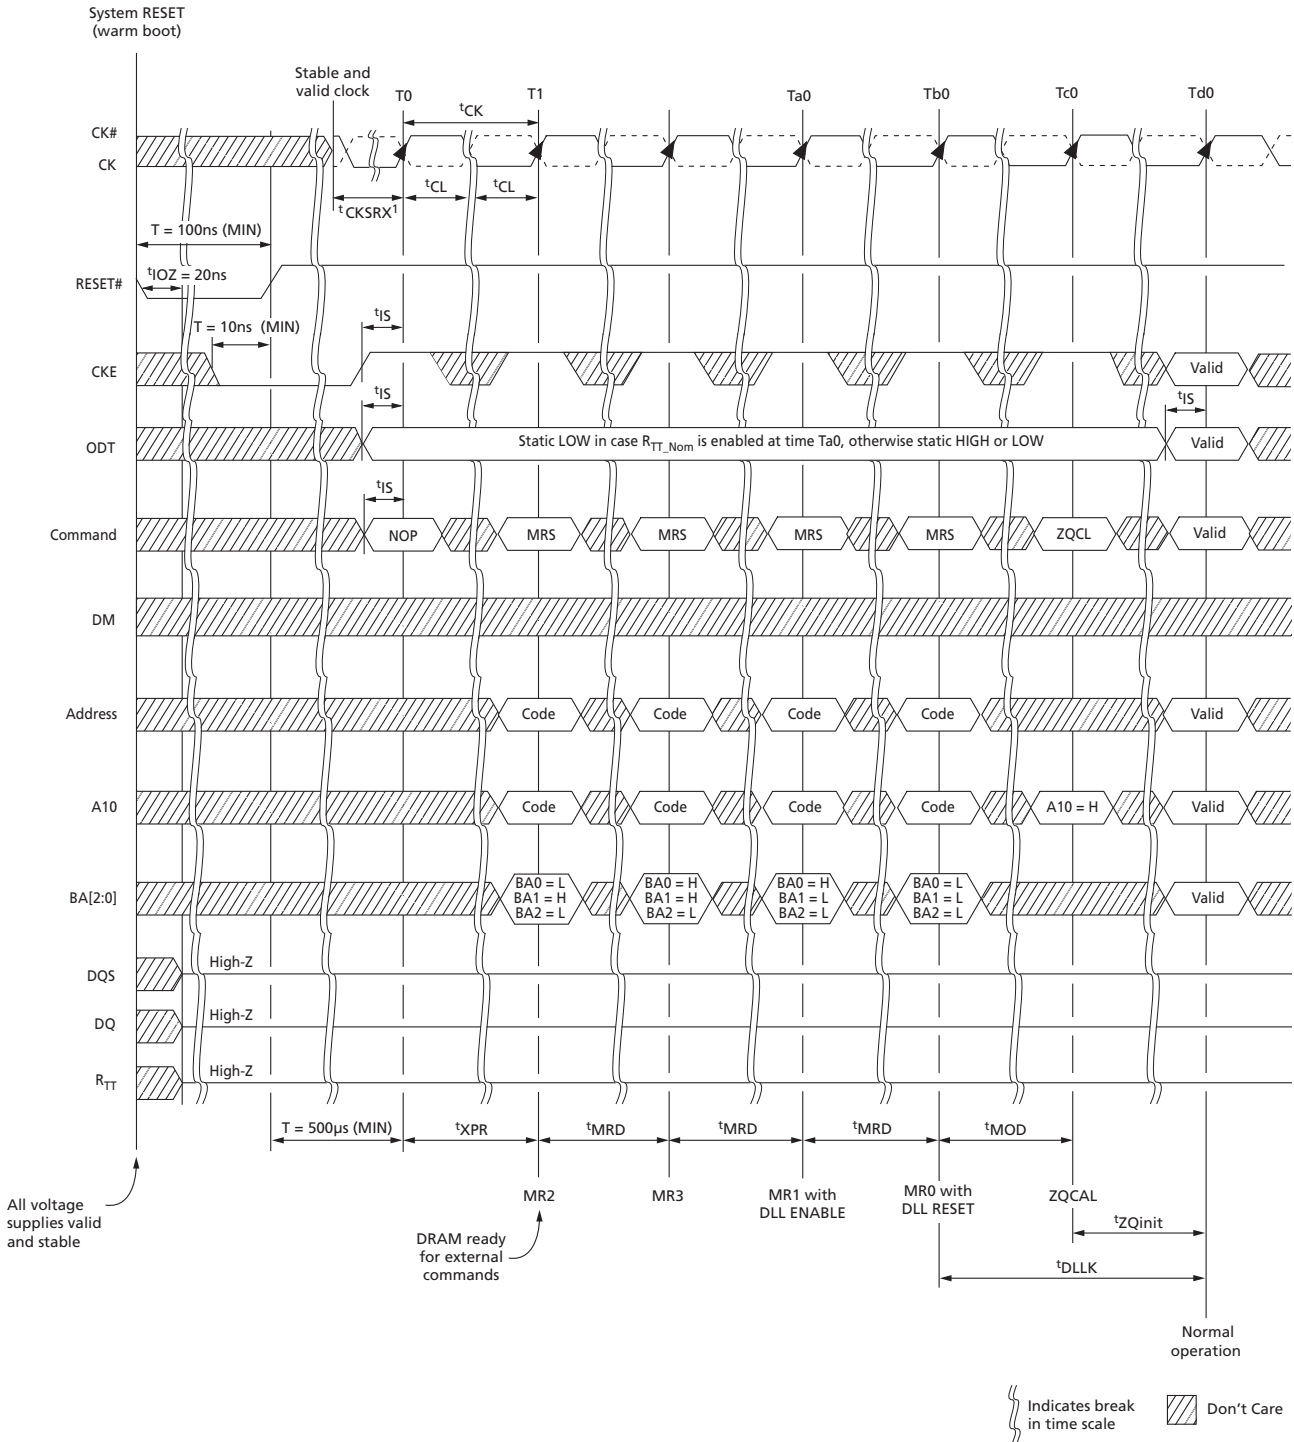 System RESET
(warm boot)
Stable and
valid clock
T0
T1
Ta0
Tb0
Tc0
Td0
tCK
CK#
CK
tCL
tCL
tCKSRX1
T = 100ns (MIN)
tIOZ = 20ns
RESET#
T = 10ns (MIN)
tIS
CKE
Valid
tIS
tIS
ODT
Static LOW in case RTT_Nom is enabled at time Ta0, otherwise static HIGH or LOW
Valid
tIS
Command
NOP
MRS
MRS
MRS
MRS
ZQCL
Valid
DM
Address
Code
Code
Code
Code
Valid
A10
Code
Code
Code
Code
A10 = H
Valid
BA[2:0]
BA0 = L
BA1 = H
BA2 = L
BA0 = H
BA1 = H
BA2 = L
BA0 = H
BA1 = L
BA2 = L
BA0 = L
BA1 = L
BA2 = L
Valid
DQS
High-Z
DQ
High-Z
RTT
High-Z
T = 500μs (MIN)
tXPR
tMRD
tMRD
tMRD
tMOD
MR2
MR3
MR1 with
DLL ENABLE
MR0 with
DLL RESET
ZQCAL
All voltage
supplies valid
and stable
DRAM ready
for external
commands
tZQinit
tDLLK
Normal
operation
Indicates break
in time scale
Don't Care